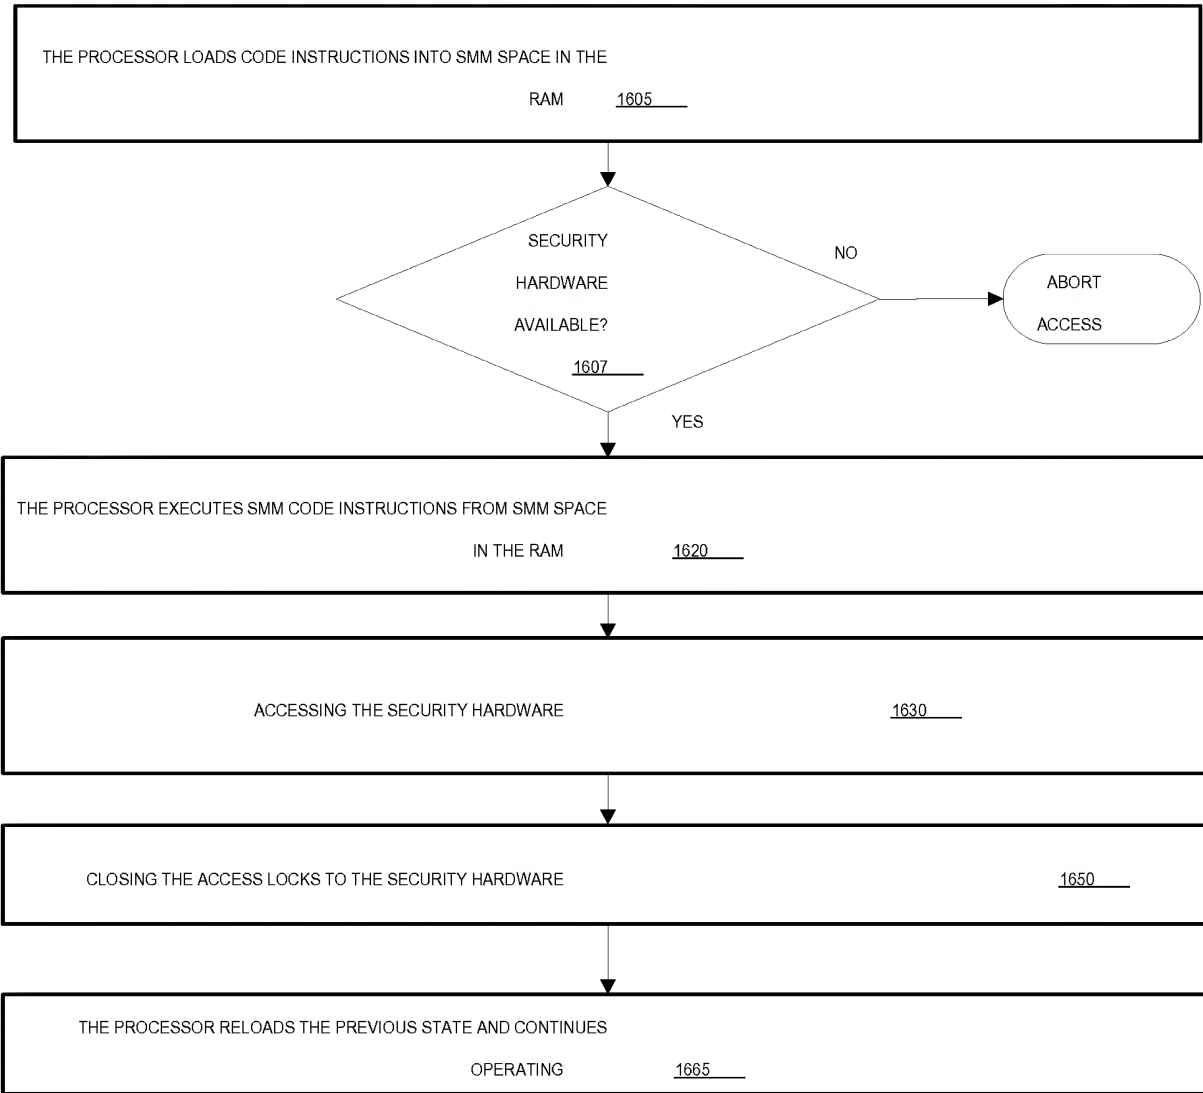 THE PROCESSOR LOADS CODE INSTRUCTIONS INTO SMM SPACE IN THE
RAM 1605
SECURITY
HARDWARE
AVAILABLE?
1607
NO
ABORT
ACCESS
YES
THE PROCESSOR EXECUTES SMM CODE INSTRUCTIONS FROM SMM SPACE
IN THE RAM 1620
ACCESSING THE SECURITY HARDWARE 1630
CLOSING THE ACCESS LOCKS TO THE SECURITY HARDWARE 1650
THE PROCESSOR RELOADS THE PREVIOUS STATE AND CONTINUES
OPERATING 1665